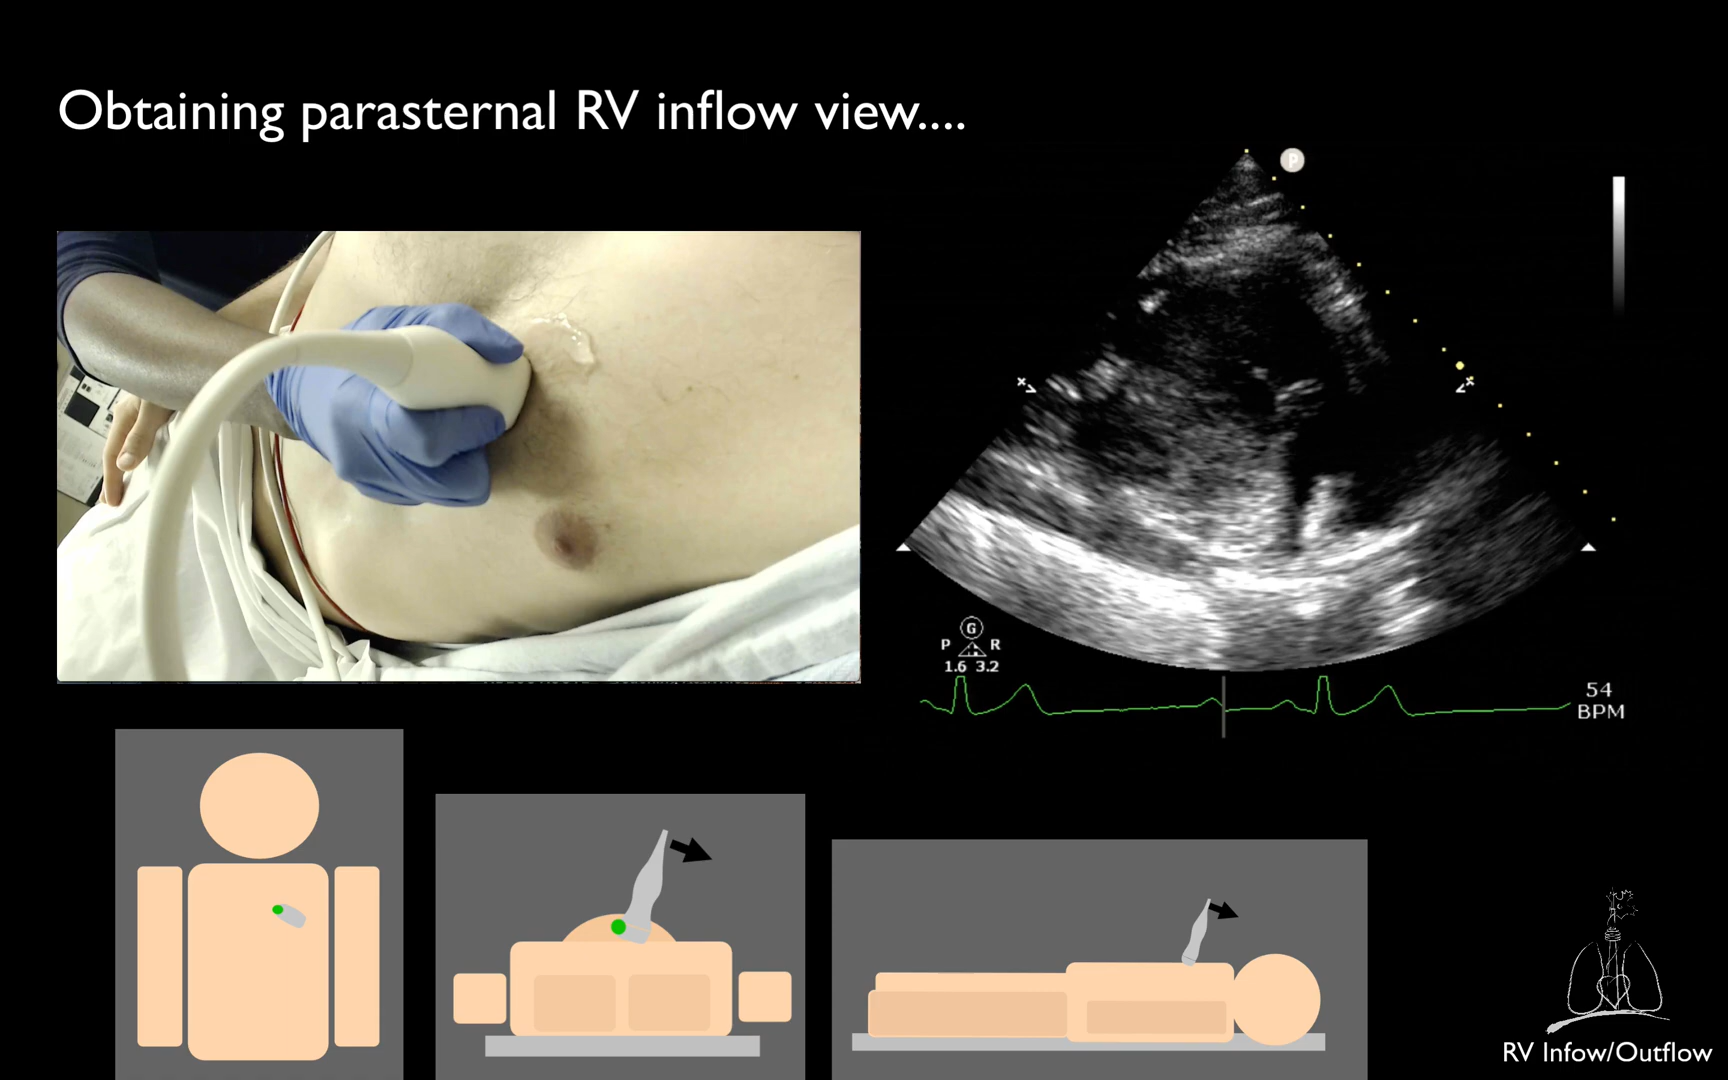 Obtaining parasternal RV inflow view....
P
G
P R
1.6 3.2
54
BPM
RV Infow/Outflow